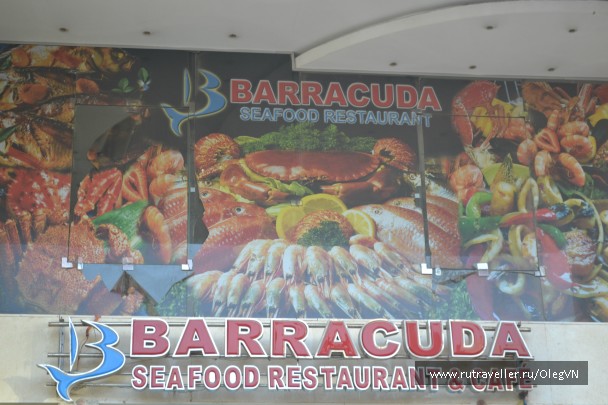 BARRACUDA
SEAFOOD RESTAURANT
BARRACUDA
SEAFOOD RESTAURANT & CAFE
www.rutraveller.ru/OlegVN